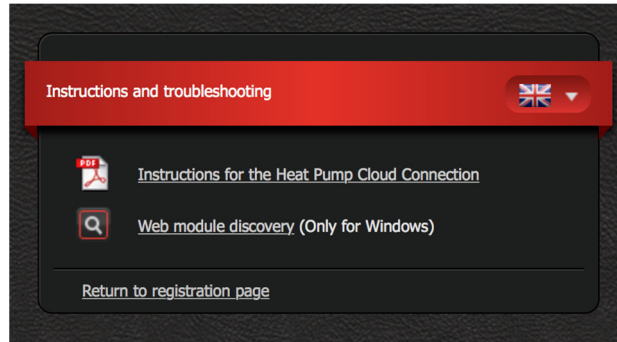 Instructions and troubleshooting
PDF
Instructions for the Heat Pump Cloud Connection
Web module discovery (Only for Windows)
Return to registration page